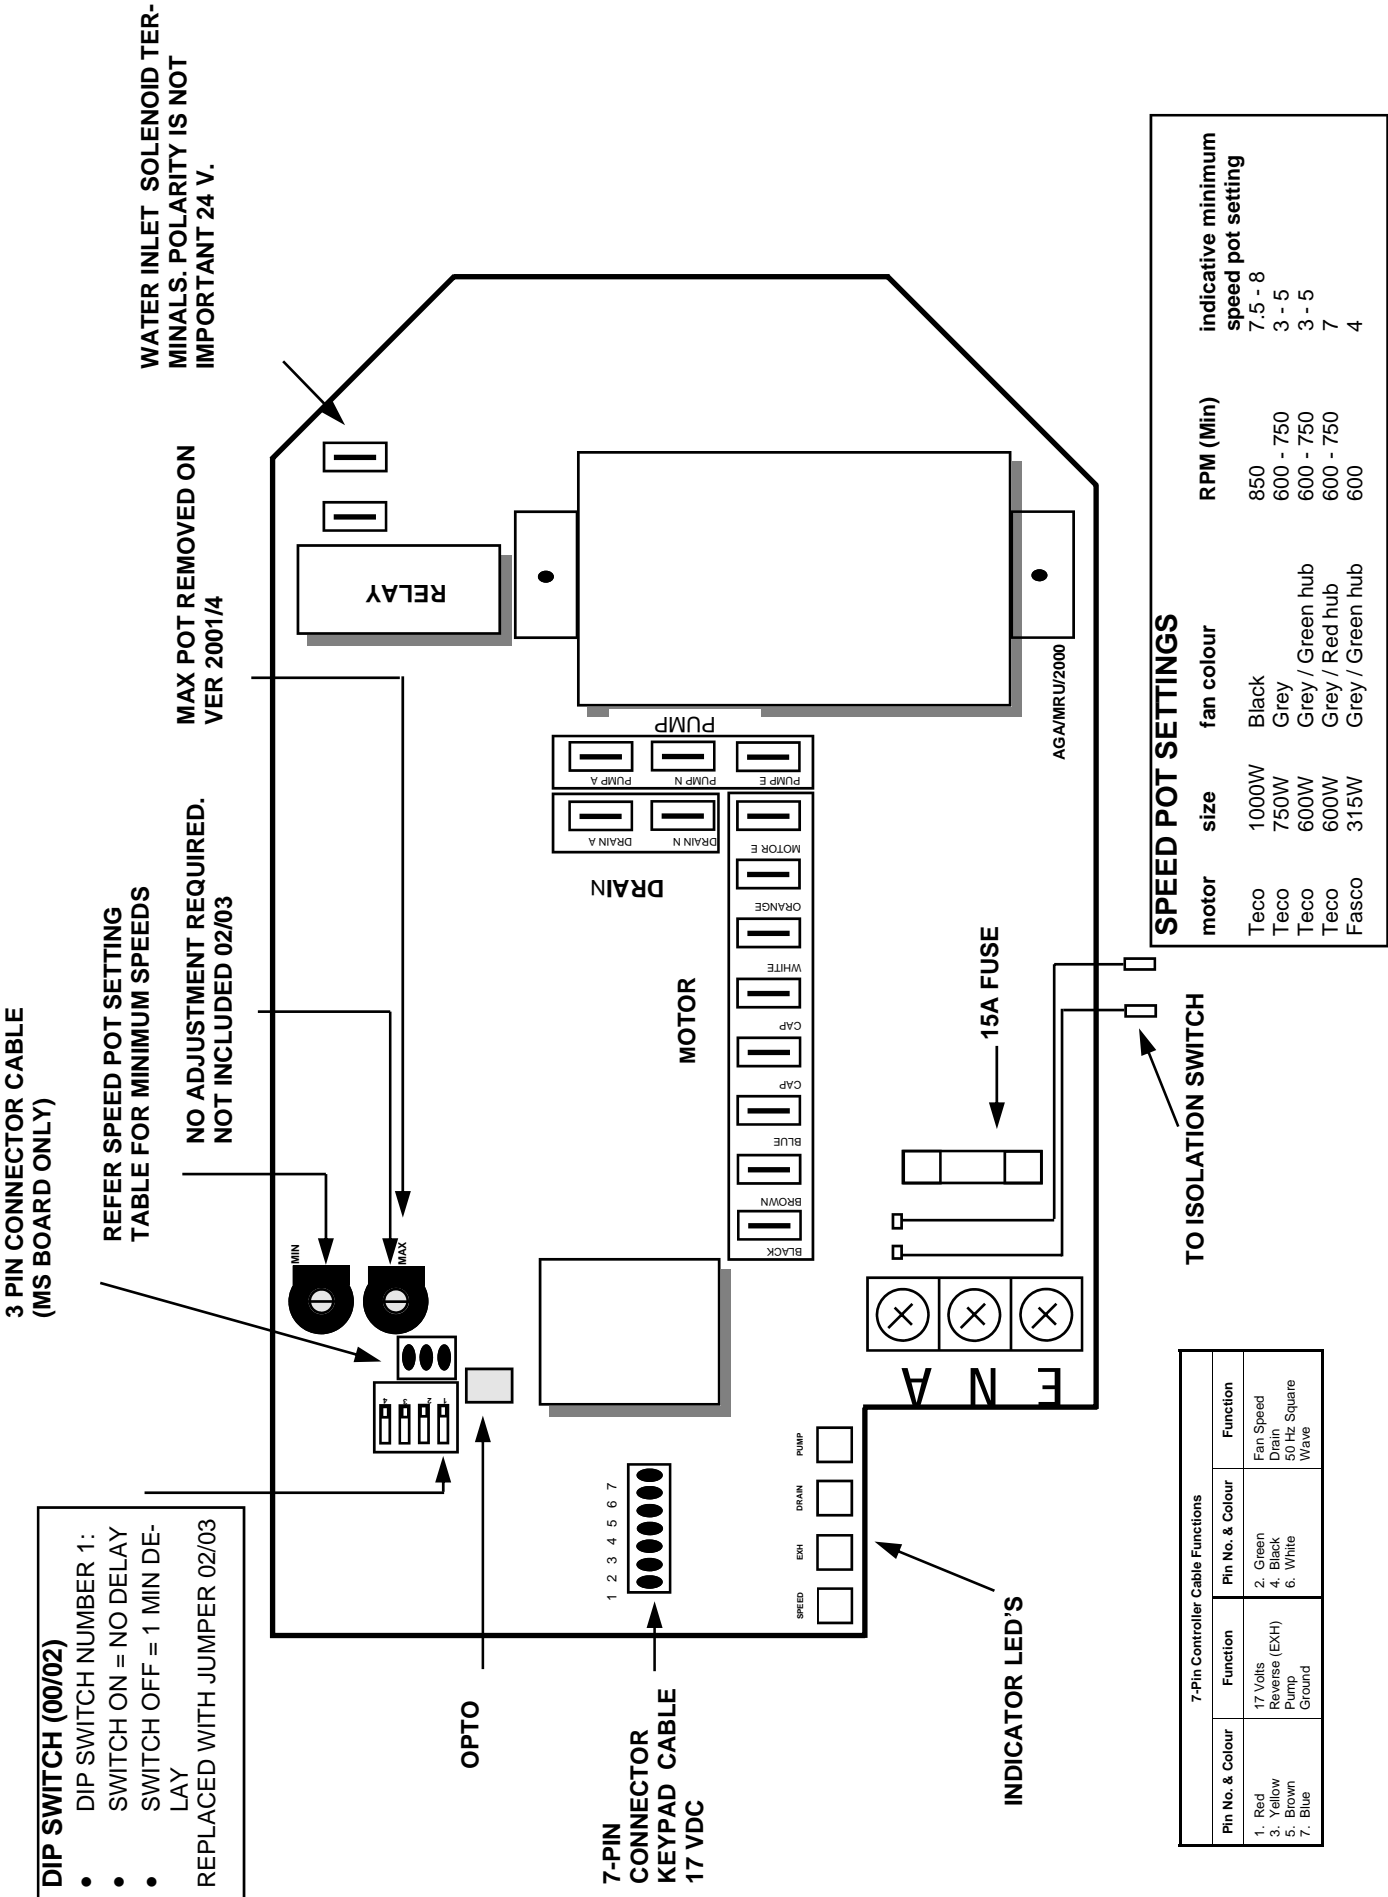 3 PIN CONNECTOR CABLE
(MS BOARD ONLY)
REFER SPEED POT SETTING
TABLE FOR MINIMUM SPEEDS
NO ADJUSTMENT REQUIRED.
NOT INCLUDED 02/03
MAX POT REMOVED ON
VER 2001/4
WATER INLET SOLENOID TER-
MINALS. POLARITY IS NOT
IMPORTANT 24 V.
DIP SWITCH (00/02)
• DIP SWITCH NUMBER 1:
• SWITCH ON = NO DELAY
• SWITCH OFF = 1 MIN DE-
LAY
REPLACED WITH JUMPER 02/03
MIN
MAX
RELAY
1 2 3 4
OPTO
7-PIN
CONNECTOR
KEYPAD CABLE
17 VDC
1 2 3 4 5 6 7
PUMP
PUMP A
PUMP N
PUMP E
DRAIN A
DRAIN N
DRAIN
MOTOR
MOTOR E
ORANGE
WHITE
CAP
CAP
BLUE
BROWN
BLACK
AGA/MRU/2000
15A FUSE
A N E
TO ISOLATION SWITCH
SPEED
EXH
DRAIN
PUMP
INDICATOR LED'S
7-Pin Controller Cable Functions
Pin No. & Colour Function Pin No. & Colour Function
1. Red 17 Volts 2. Green Fan Speed
3. Yellow Reverse (EXH) 4. Black Drain
5. Brown Pump 6. White 50 Hz Square
7. Blue Ground Wave
SPEED POT SETTINGS
motor size fan colour RPM (Min) indicative minimum
speed pot setting
Teco 1000W Black 850 7.5 - 8
Teco 750W Grey 600 - 750 3 - 5
Teco 600W Grey / Green hub 600 - 750 3 - 5
Teco 600W Grey / Red hub 600 - 750 7
Fasco 315W Grey / Green hub 600 4